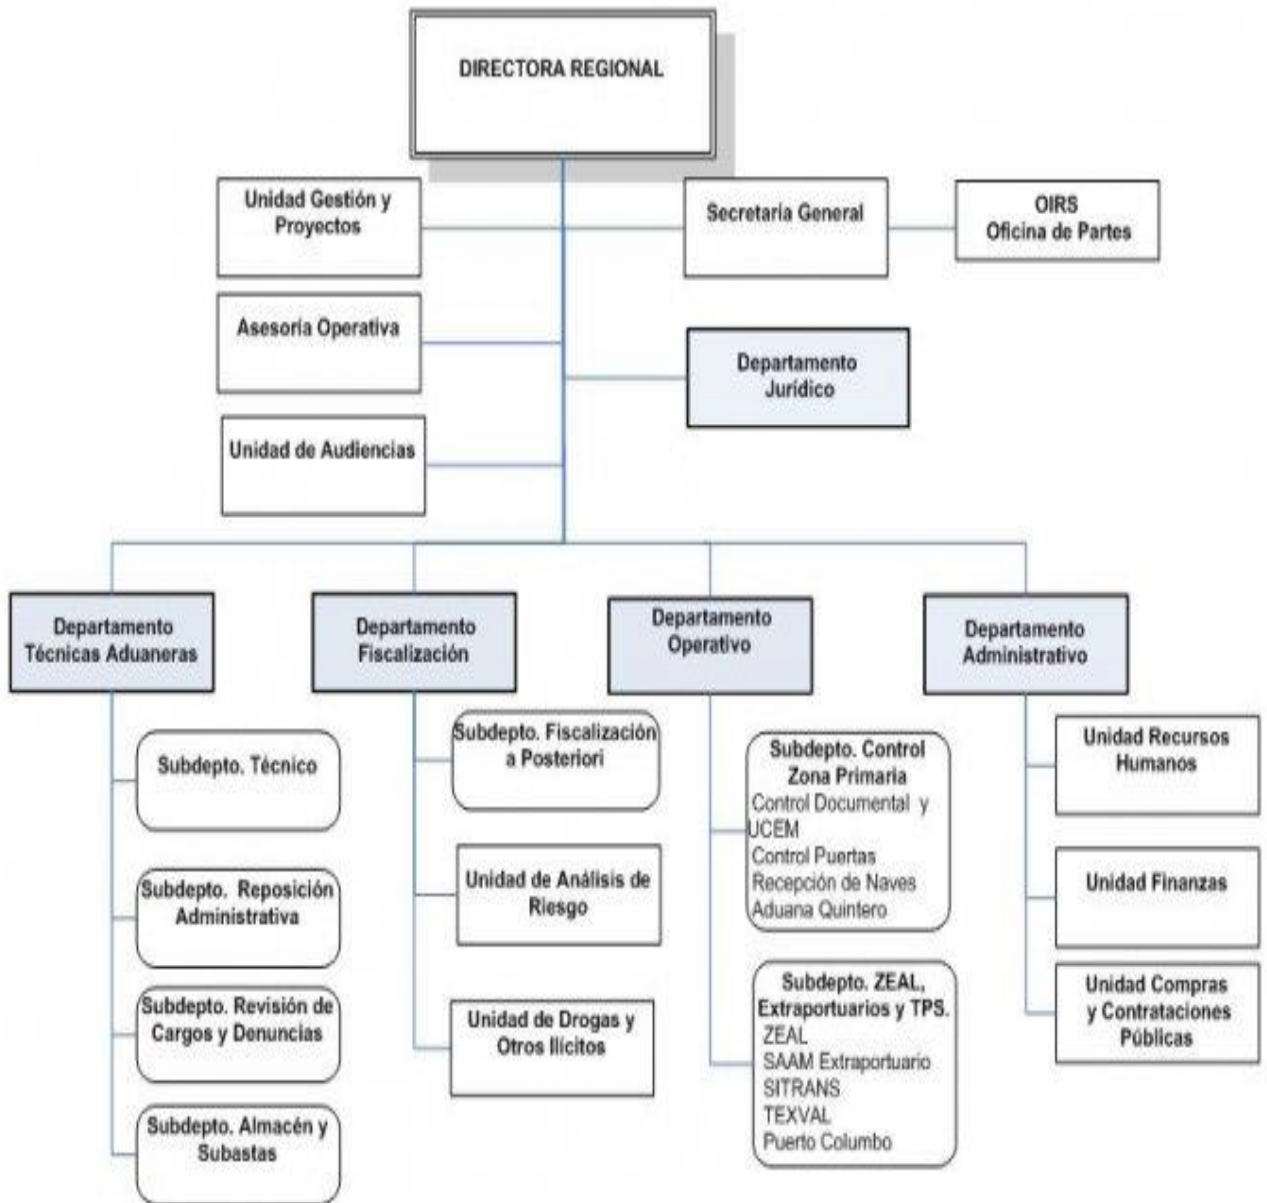 DIRECTORA REGIONAL
Unidad Gestión y
Proyectos
Secretaría General
OIRS
Oficina de Partes
Asesoría Operativa
Departamento
Jurídico
Unidad de Audiencias
Departamento
Técnicas Aduaneras
Departamento
Fiscalización
Departamento
Operativo
Departamento
Administrativo
Subdepto. Técnico
Subdepto. Reposición
Administrativa
Subdepto. Revisión de
Cargos y Denuncias
Subdepto. Almacén y
Subastas
Subdepto. Fiscalización
a Posteriori
Unidad de Análisis de
Riesgo
Unidad de Drogas y
Otros Ilícitos
Subdepto. Control
Zona Primaria
Control Documental y
UCEM
Control Puertas
Recepción de Naves
Aduana Quintero
Subdepto. ZEAL,
Extraportuarios y TPS.
ZEAL
SAAM Extraportuario
SITRANS
TEXVAL
Puerto Columbo
Unidad Recursos
Humanos
Unidad Finanzas
Unidad Compras
y Contrataciones
Públicas